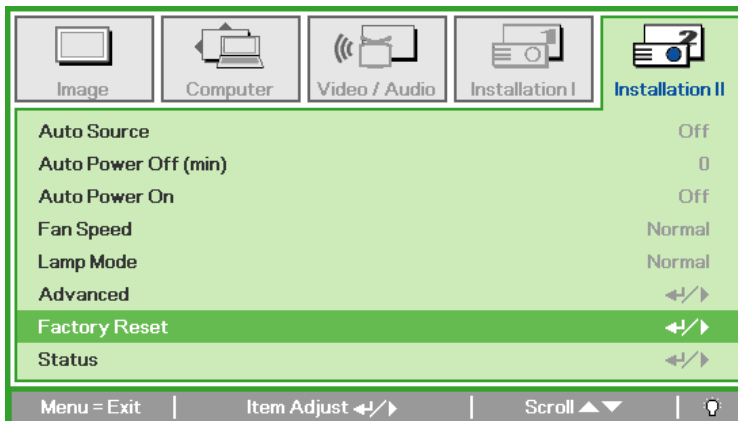 Image Computer Video / Audio Installation I Installation II
Auto Source Off
Auto Power Off (min) 0
Auto Power On Off
Fan Speed Normal
Lamp Mode Normal
Advanced ↵/▶
Factory Reset ↵/▶
Status ↵/▶
Menu = Exit | Item Adjust ↵/▶ | Scroll ▲▼ |